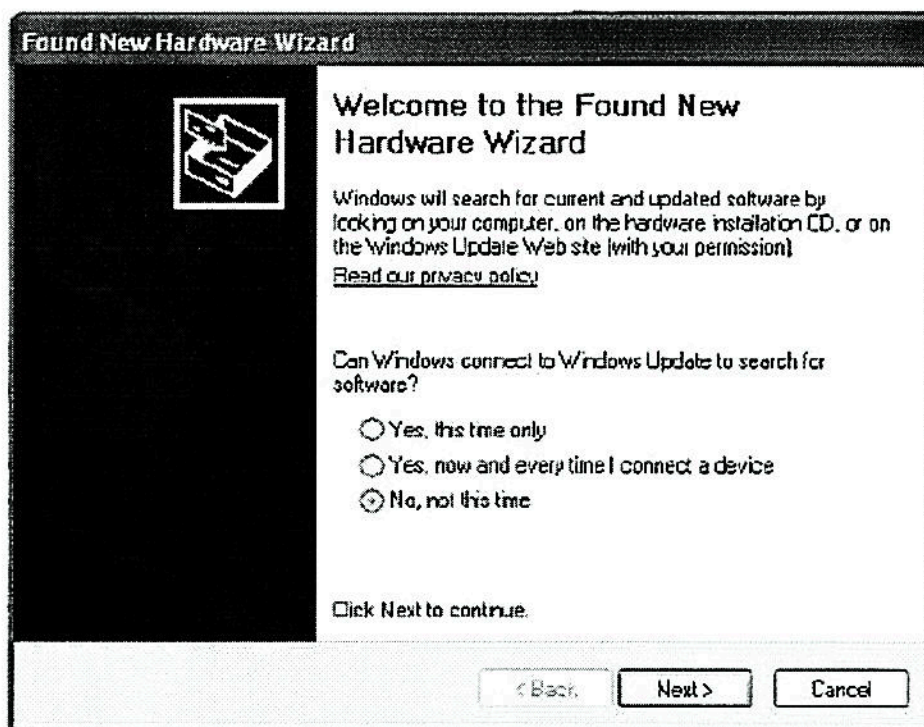 Found New Hardware Wizard
Welcome to the Found New
Hardware Wizard
Windows will search for current and updated software by
looking on your computer, on the hardware installation CD, or on
the Windows Update Web site (with your permission).
Read our privacy policy
Can Windows connect to Windows Update to search for
software?
Yes, this time only
Yes, now and every time I connect a device
No, not this time
Click Next to continue.
< Back
Next >
Cancel